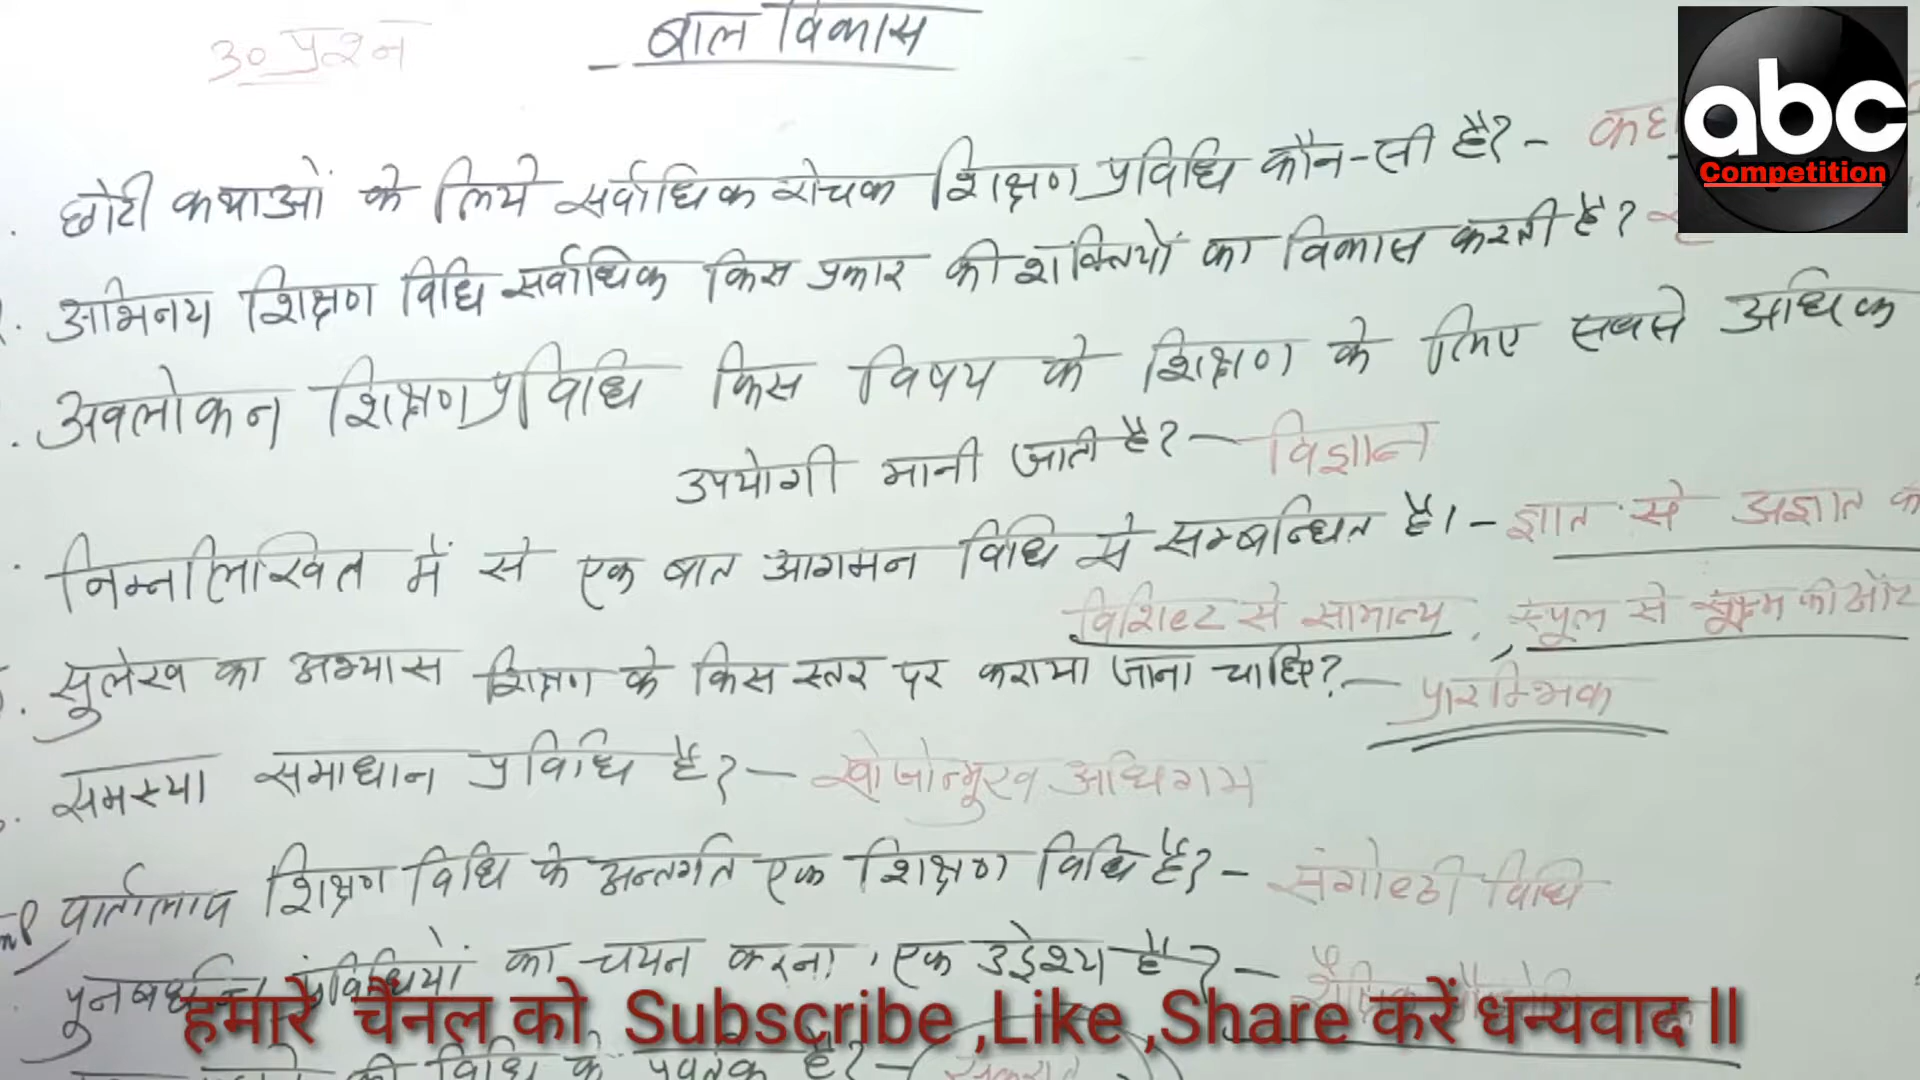 30 प्रश्न
बाल विकास
abc
Competition
छोटी कथाओं के लिये सर्वाधिक रोचक शिक्षण प्रविधि कौन-सी है? -
अभिनय शिक्षण विधि सर्वाधिक किस प्रकार की शक्तियों का विकास करती है?
अवलोकन शिक्षण प्रविधि किस विषय के शिक्षण के लिए सबसे अधिक
उपयोगी मानी जाती है? - विज्ञान
निम्नलिखित में से एक बात आगमन विधि से सम्बन्धित है। - ज्ञात से अज्ञात
विशिष्ट से सामान्य, स्थूल से सूक्ष्म की ओर
सुलेख का अभ्यास शिक्षण के किस स्तर पर कराया जाना चाहिए? - प्रारम्भिक
समस्या समाधान प्रविधि है? - खोजोन्मुख अधिगम
वार्तालाप शिक्षण विधि के अन्तर्गत एक शिक्षण विधि है? - संगोष्ठी विधि
का चयन करना, एक उद्देश्य है? -
हमारे चैनल को Subscribe ,Like ,Share करें धन्यवाद ॥
की विधि के प्रवर्तक है? - सुकरात